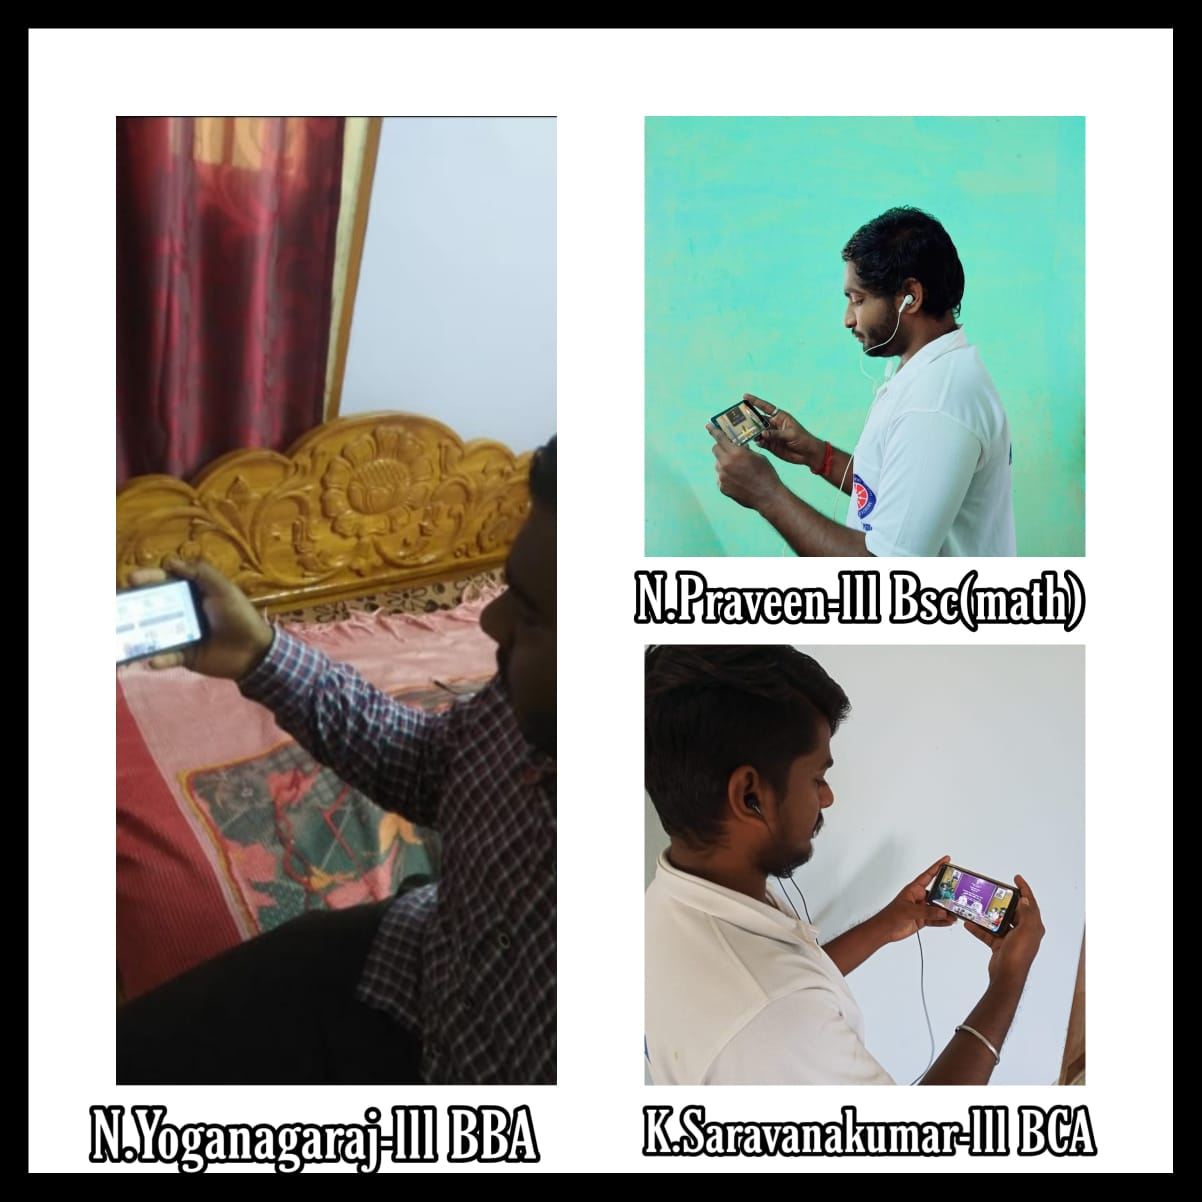 N.Praveen-III Bsc(math)
N.Yoganagaraj-III BBA
K.Saravanakumar-III BCA